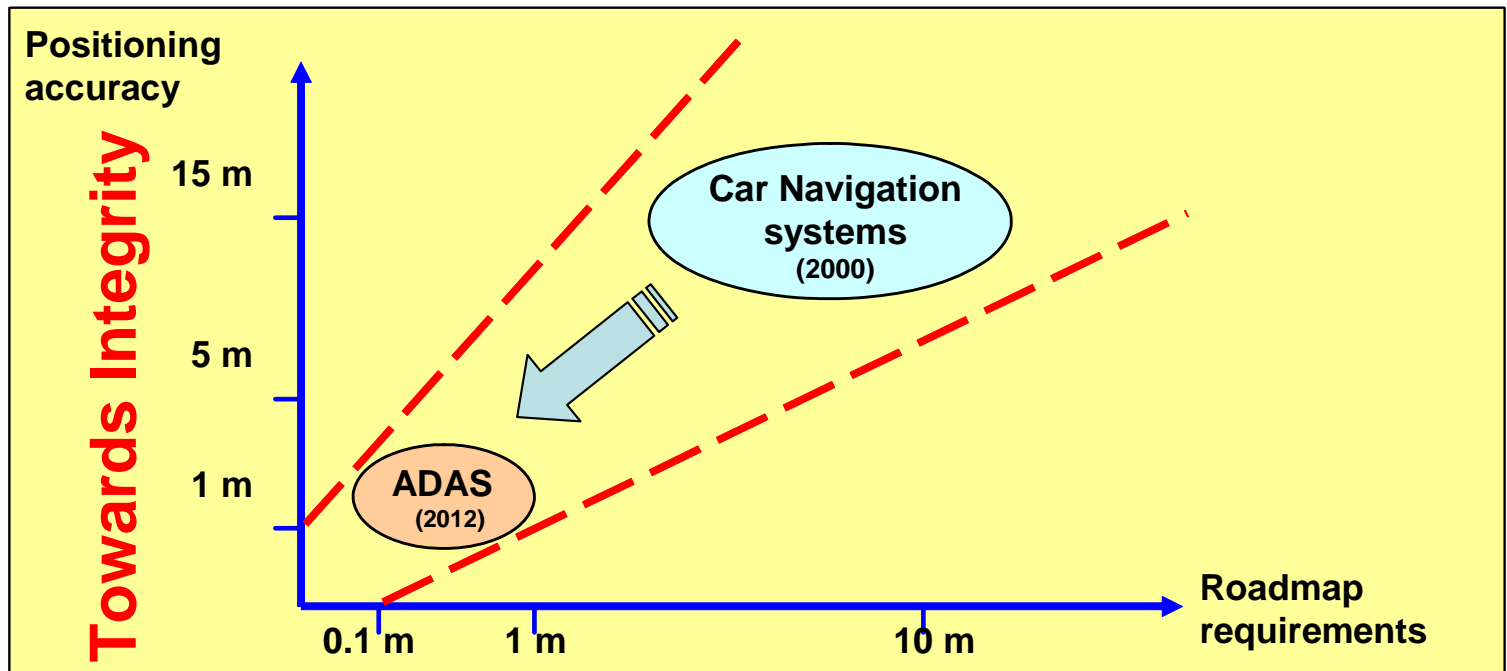 Positioning
accuracy
Towards Integrity
15 m
5 m
1 m
Car Navigation
systems
(2000)
ADAS
(2012)
0.1 m
1 m
10 m
Roadmap
requirements